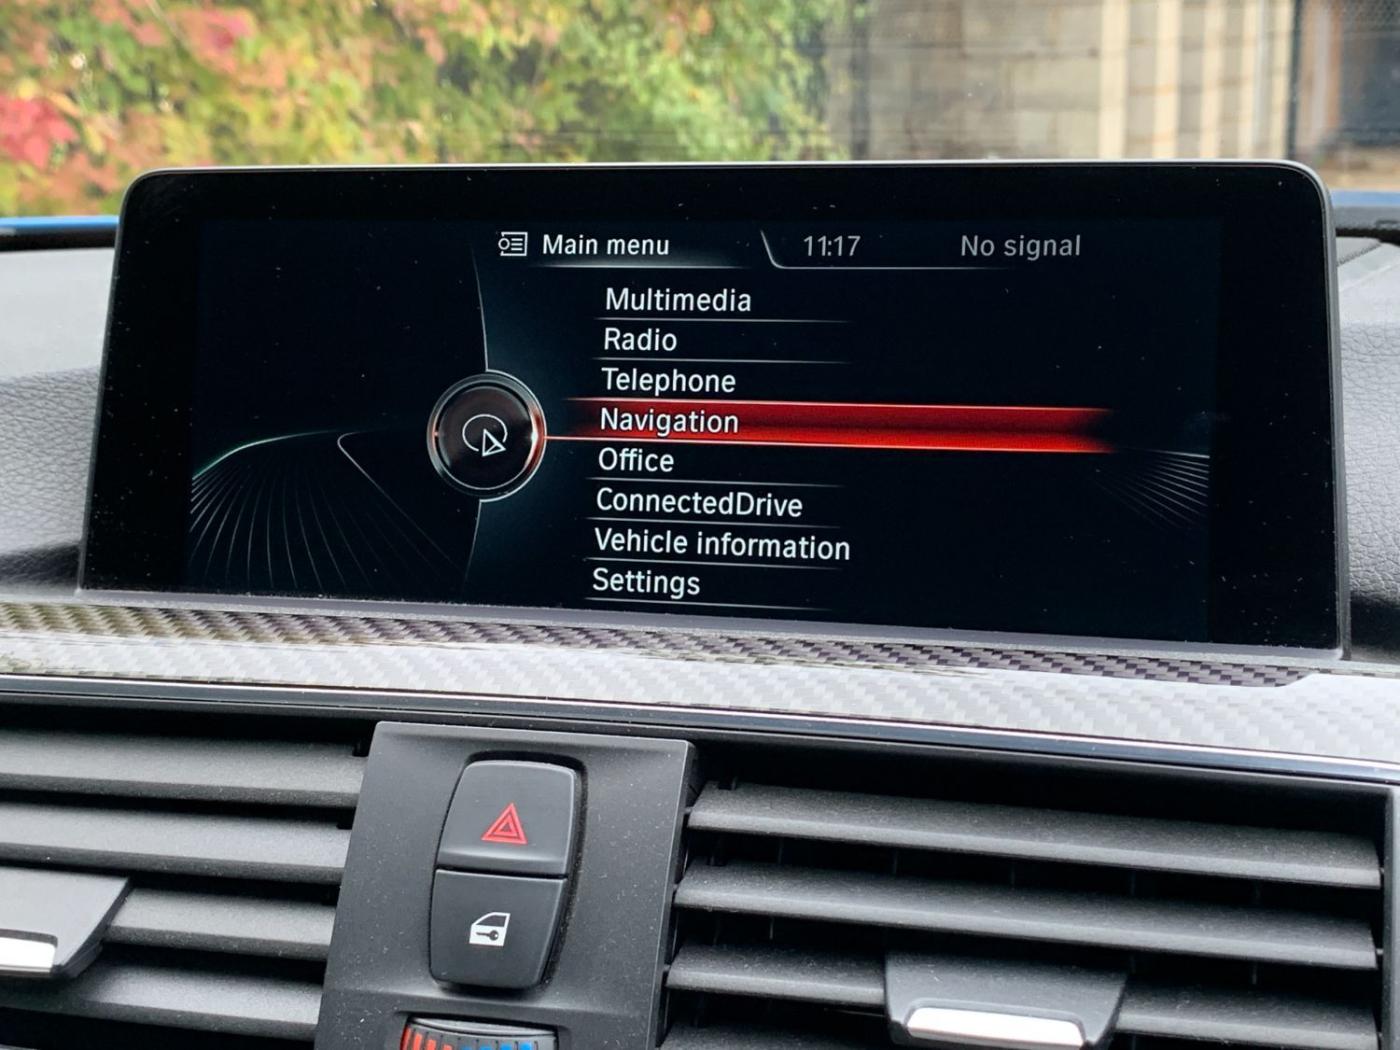 Main menu 11:17 No signal
Multimedia
Radio
Telephone
Navigation
Office
ConnectedDrive
Vehicle information
Settings